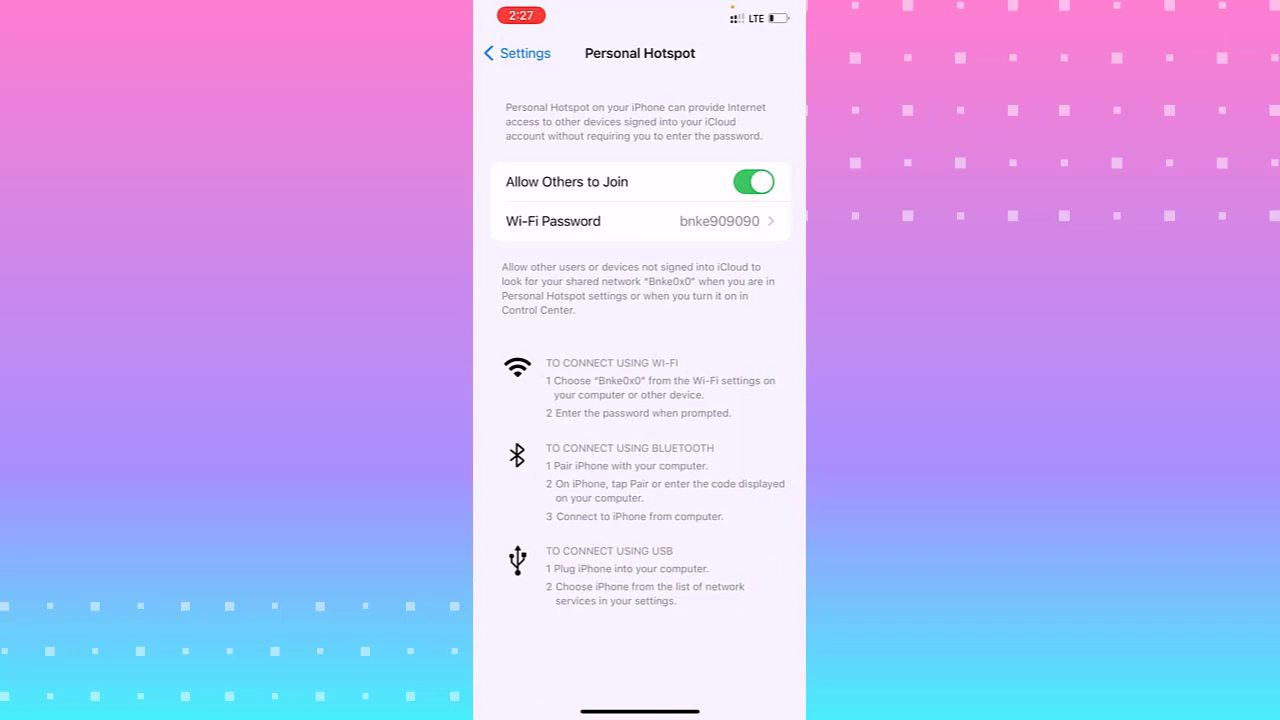 2:27
LTE
Settings
Personal Hotspot
Personal Hotspot on your iPhone can provide Internet
access to other devices signed into your iCloud
account without requiring you to enter the password.
Allow Others to Join
Wi-Fi Password bnke909090
Allow other users or devices not signed into iCloud to
look for your shared network “Bnke0x0” when you are in
Personal Hotspot settings or when you turn it on in
Control Center.
TO CONNECT USING WI-FI
1 Choose “Bnke0x0” from the Wi-Fi settings on
your computer or other device.
2 Enter the password when prompted.
TO CONNECT USING BLUETOOTH
1 Pair iPhone with your computer.
2 On iPhone, tap Pair or enter the code displayed
on your computer.
3 Connect to iPhone from computer.
TO CONNECT USING USB
1 Plug iPhone into your computer.
2 Choose iPhone from the list of network
services in your settings.